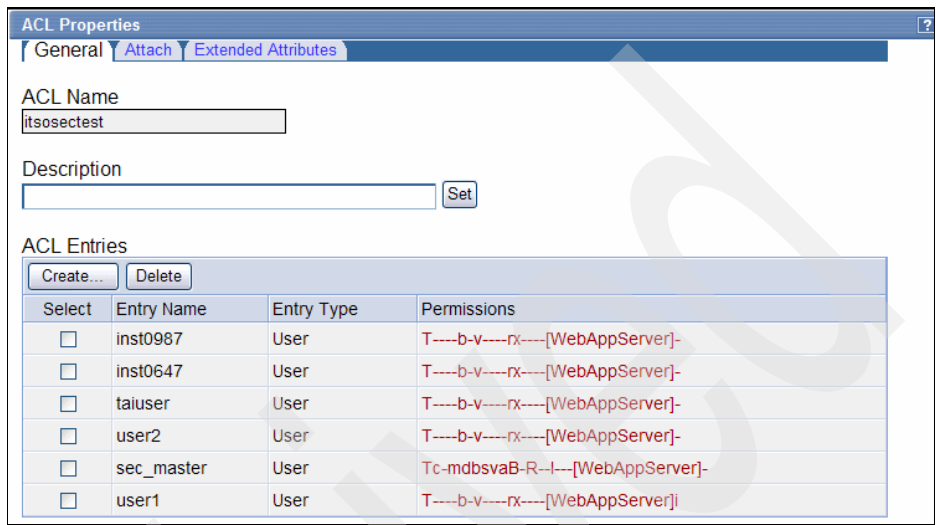 ACL Properties ?
General Attach Extended Attributes
ACL Name
itsosectest
Description
Set
ACL Entries
Create... Delete
Select Entry Name Entry Type Permissions
inst0987 User T----b-v----rx----[WebAppServer]-
inst0647 User T----b-v----rx----[WebAppServer]-
taiuser User T----b-v----rx----[WebAppServer]-
user2 User T----b-v----rx----[WebAppServer]-
sec_master User Tc-mdbsvaB-R--l---[WebAppServer]-
user1 User T----b-v----rx----[WebAppServer]i